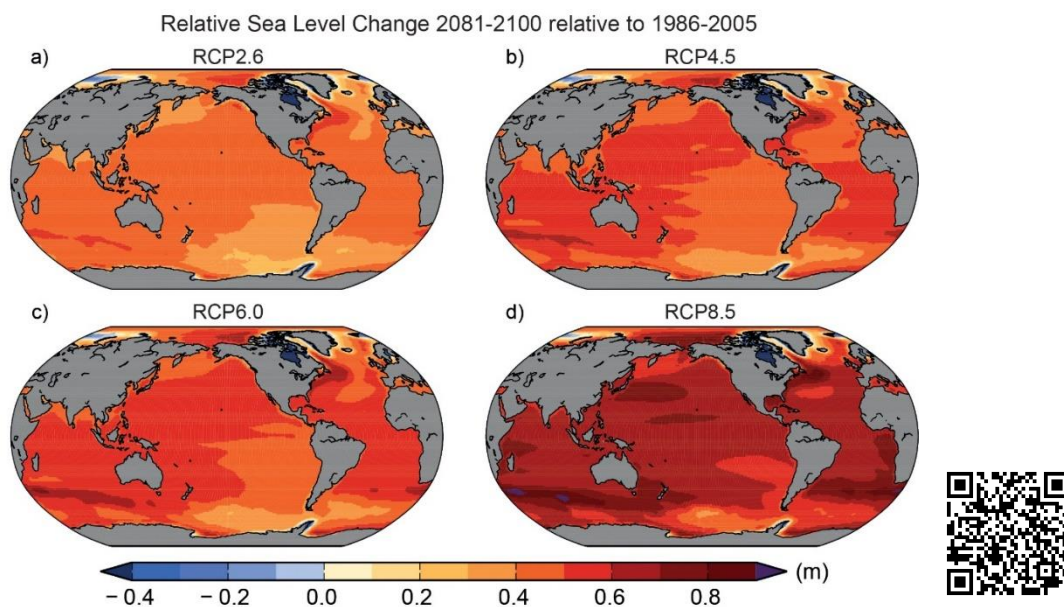 Relative Sea Level Change 2081-2100 relative to 1986-2005
a) RCP2.6
b) RCP4.5
c) RCP6.0
d) RCP8.5
−0.4 −0.2 0.0 0.2 0.4 0.6 0.8 (m)